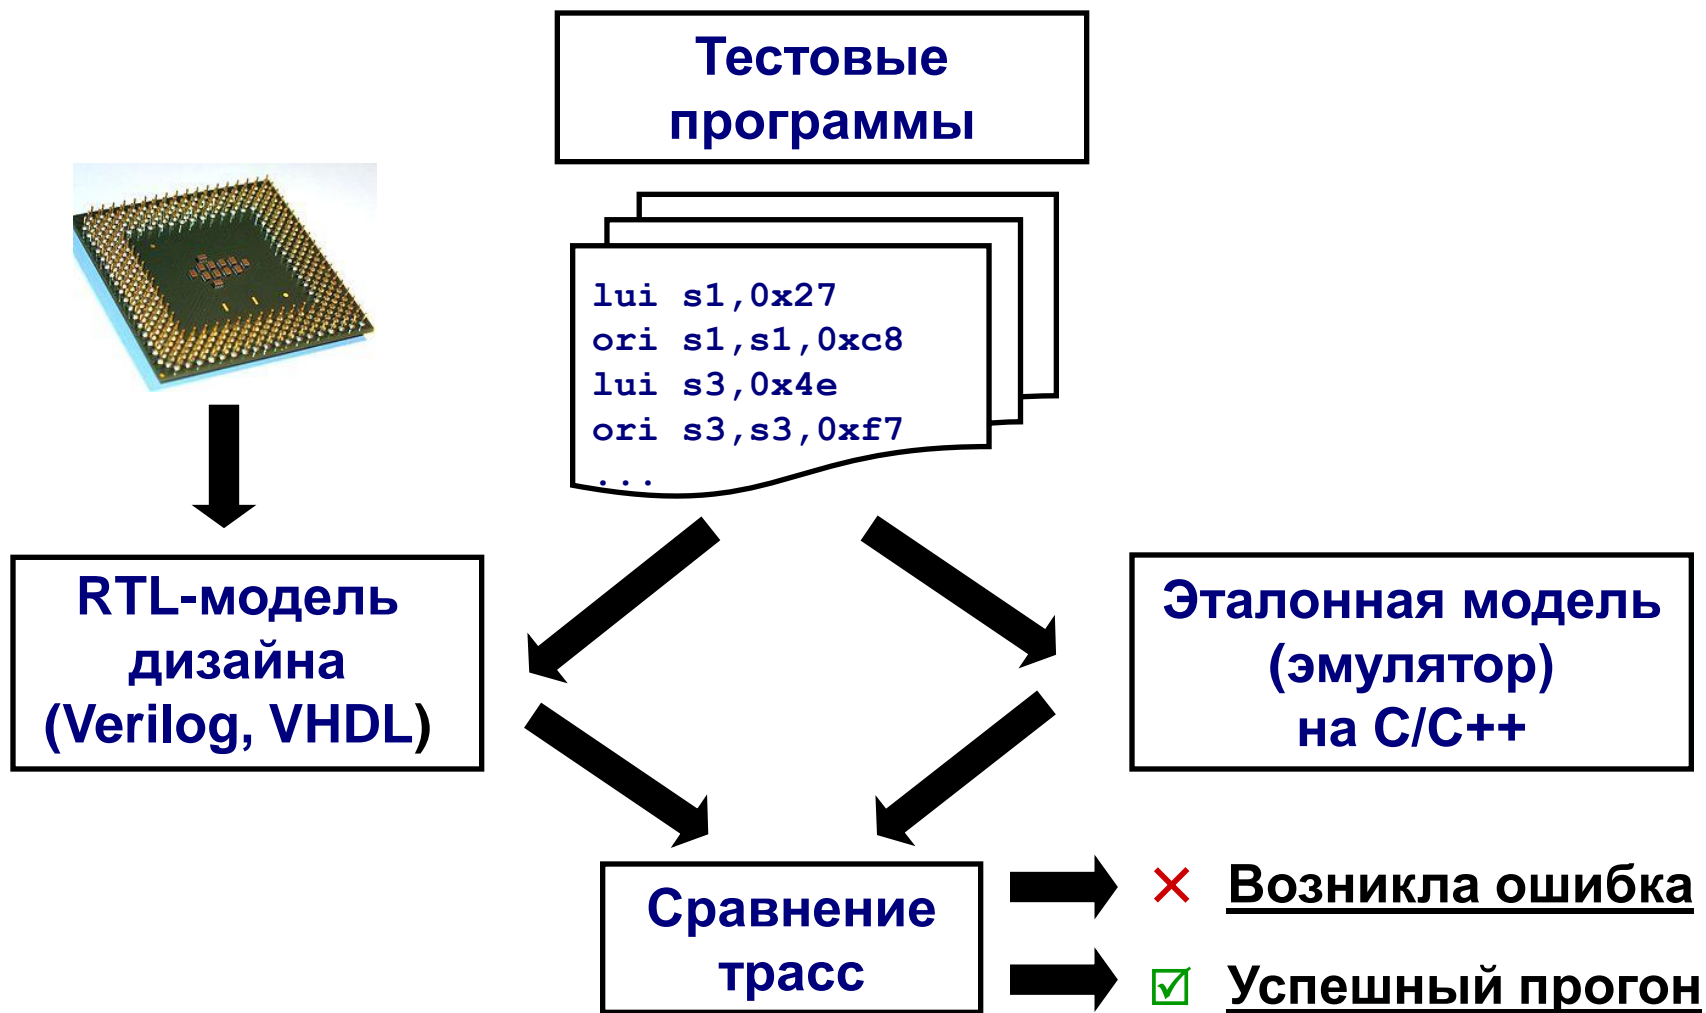 Тестовые
программы
lui s1,0x27
ori s1,s1,0xc8
lui s3,0x4e
ori s3,s3,0xf7
...
RTL-модель
дизайна
(Verilog, VHDL)
Эталонная модель
(эмулятор)
на C/C++
Сравнение
трасс
Возникла ошибка
Успешный прогон